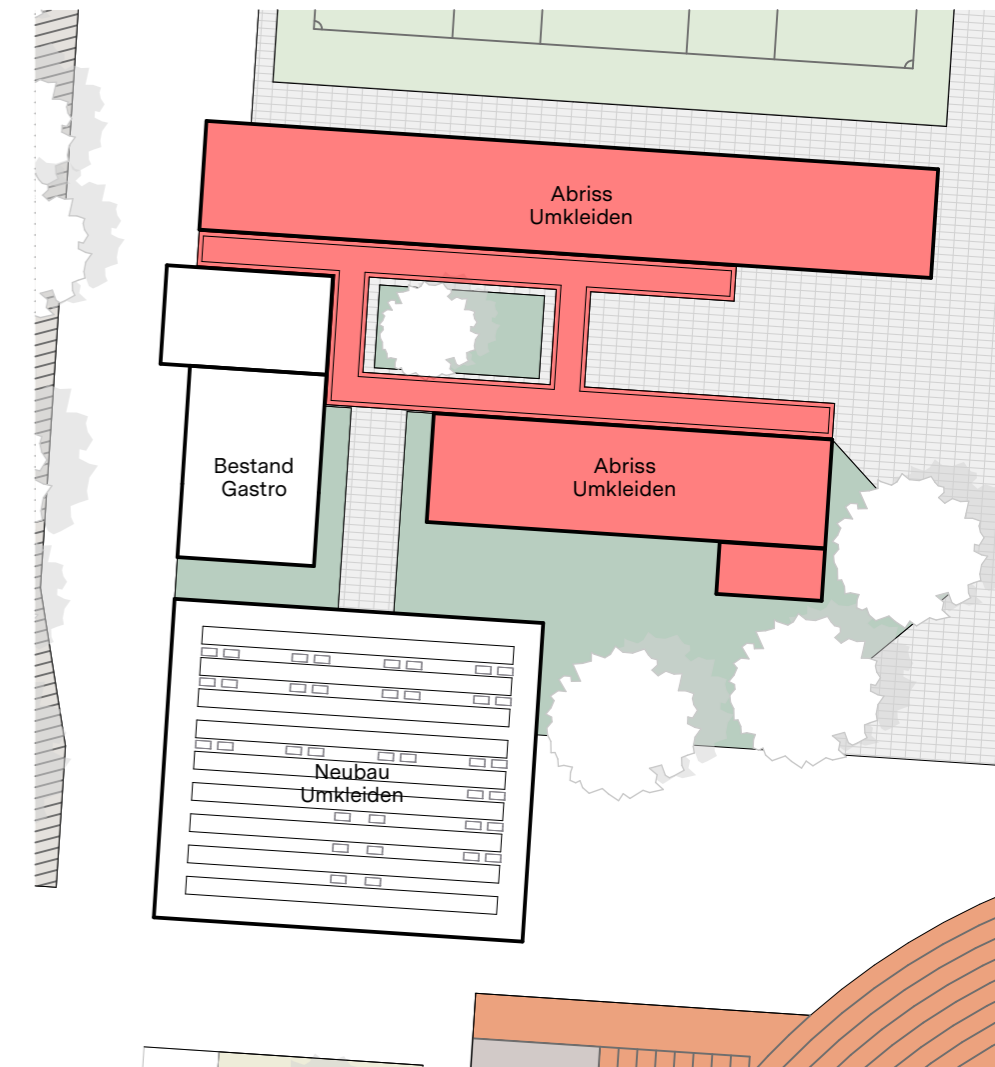 Abriss
Umkleiden
Bestand
Gastro
Abriss
Umkleiden
Neubau
Umkleiden